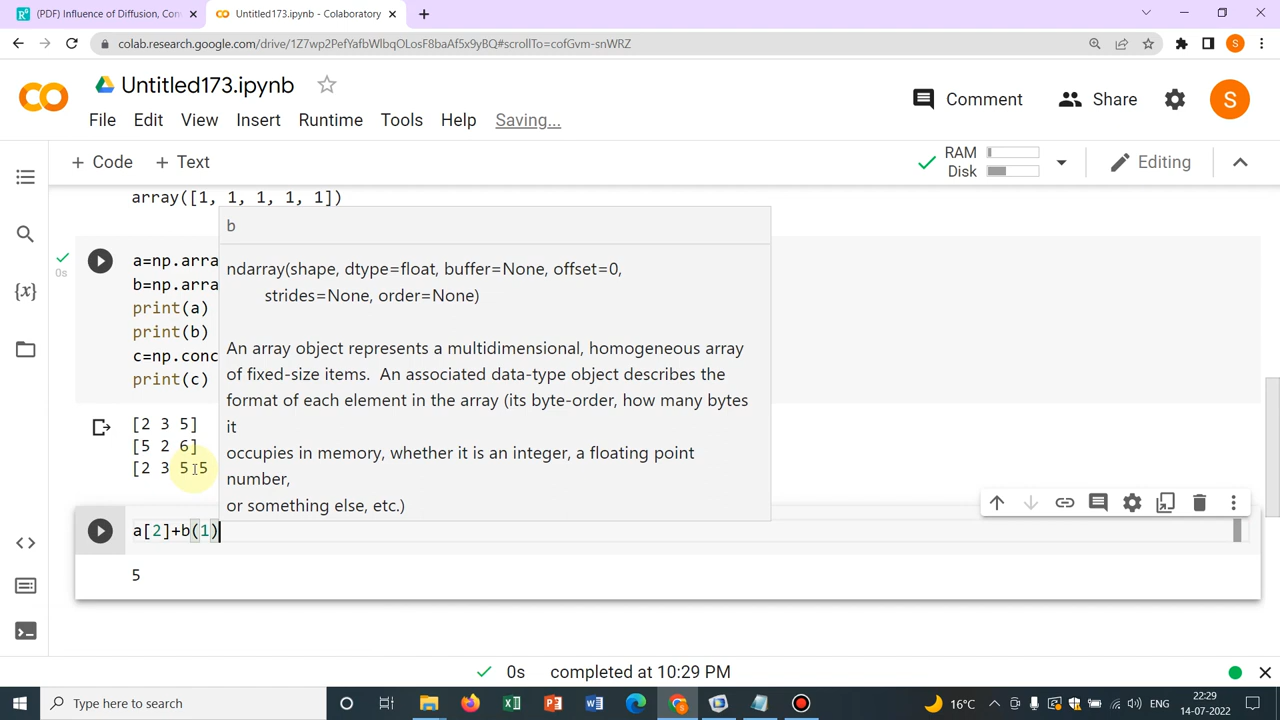 (PDF) Influence of Diffusion, Con
Untitled173.ipynb - Colaboratory
colab.research.google.com/drive/1Z7wp2PefYafbWlbqOLosF8baAf5x9yBQ#scrollTo=cofGvm-snWRZ
S
Untitled173.ipynb
Comment
Share
S
File Edit View Insert Runtime Tools Help Saving...
+ Code + Text
RAM
Disk
Editing
array([1, 1, 1, 1, 1])
b
0s
a=np.arra
b=np.arra
print(a)
print(b)
c=np.conc
print(c)
ndarray(shape, dtype=float, buffer=None, offset=0,
strides=None, order=None)
An array object represents a multidimensional, homogeneous array
of fixed-size items. An associated data-type object describes the
format of each element in the array (its byte-order, how many bytes
it
occupies in memory, whether it is an integer, a floating point
number,
or something else, etc.)
[2 3 5]
[5 2 6]
[2 3 5 5
a[2]+b(1)
5
0s completed at 10:29 PM
Type here to search
16°C
22:29
14-07-2022